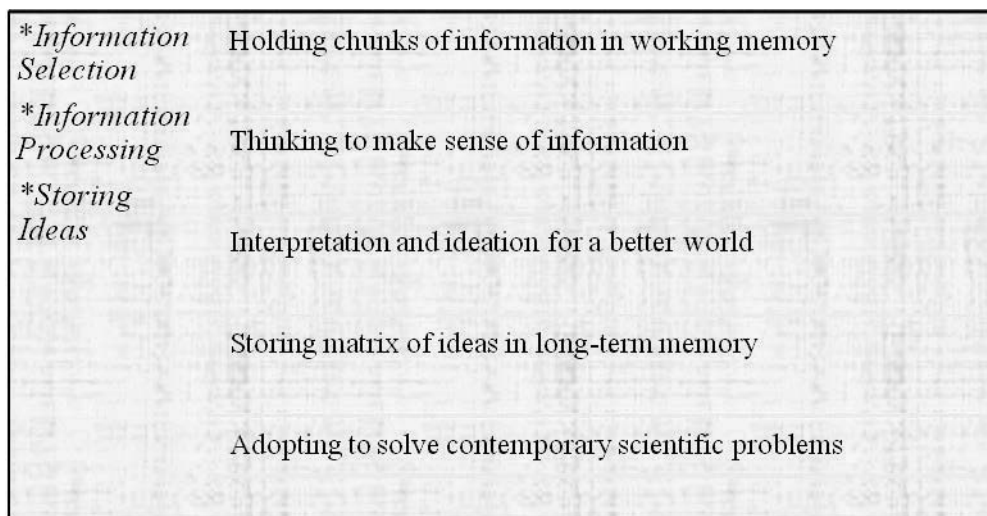 *Information
Selection
*Information
Processing
*Storing
Ideas
Holding chunks of information in working memory
Thinking to make sense of information
Interpretation and ideation for a better world
Storing matrix of ideas in long-term memory
Adopting to solve contemporary scientific problems